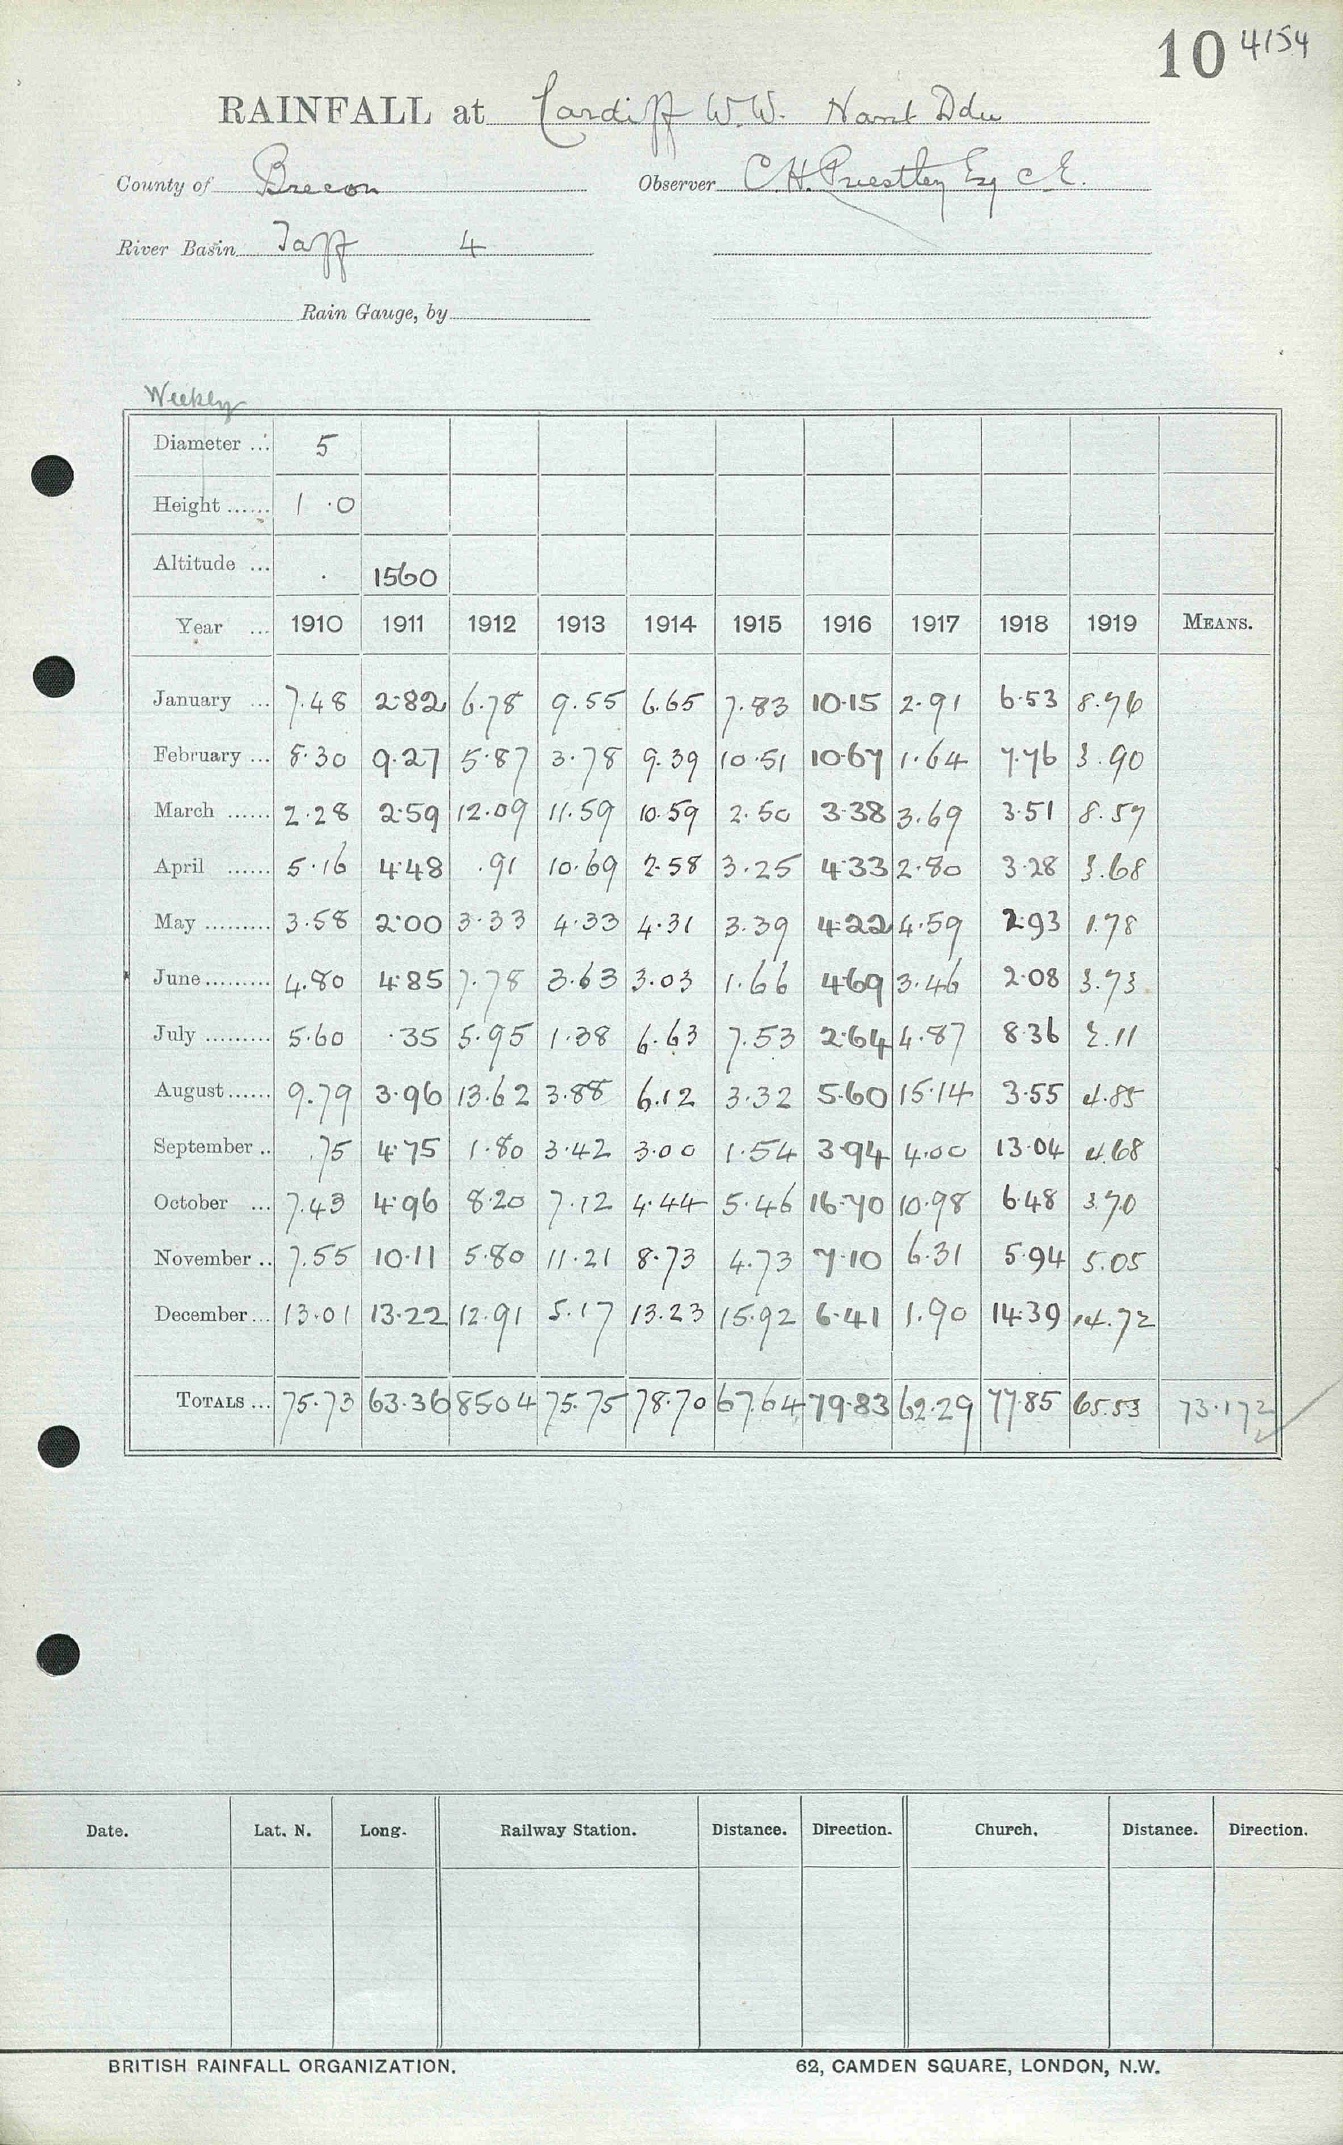 10 4154
RAINFALL at Cardiff W.W. Nant Ddu
County of Brecon Observer C.H. Priestley Esq C.E.
River Basin Taff 4
Rain Gauge, by
Weekly
Diameter ... 5
Height ...... 1 .0
Altitude ... . 1560
Year ... 1910 1911 1912 1913 1914 1915 1916 1917 1918 1919 MEANS.
January ... 7.48 2.82 6.78 9.55 6.65 7.83 10.15 2.91 6.53 8.76
February ... 8.30 9.27 5.87 3.78 9.39 10.51 10.67 1.64 7.76 3.90
March ...... 2.28 2.59 12.09 11.59 10.59 2.50 3.38 3.69 3.51 8.57
April ...... 5.16 4.48 .91 10.69 2.58 3.25 4.33 2.80 3.28 3.68
May ......... 3.58 2.00 3.33 4.33 4.31 3.39 4.22 4.59 2.93 1.78
June ......... 4.80 4.85 7.78 3.63 3.03 1.66 4.69 3.46 2.08 3.73
July ......... 5.60 .35 5.95 1.38 6.63 7.53 2.64 4.87 8.36 2.11
August ...... 9.79 3.96 13.62 3.88 6.12 3.32 5.60 15.14 3.55 4.85
September .. .75 4.75 1.80 3.42 3.00 1.54 3.94 4.00 13.04 4.68
October ... 7.43 4.96 8.20 7.12 4.44 5.46 16.70 10.98 6.48 3.70
November .. 7.55 10.11 5.80 11.21 8.73 4.73 7.10 6.31 5.94 5.05
December ... 13.01 13.22 12.91 5.17 13.23 15.92 6.41 1.90 14.39 14.72
TOTALS ... 75.73 63.36 85.04 75.75 78.70 67.64 79.83 62.29 77.85 65.53 73.172
Date. Lat. N. Long. Railway Station. Distance. Direction. Church. Distance. Direction.
BRITISH RAINFALL ORGANIZATION. 62, CAMDEN SQUARE, LONDON, N.W.